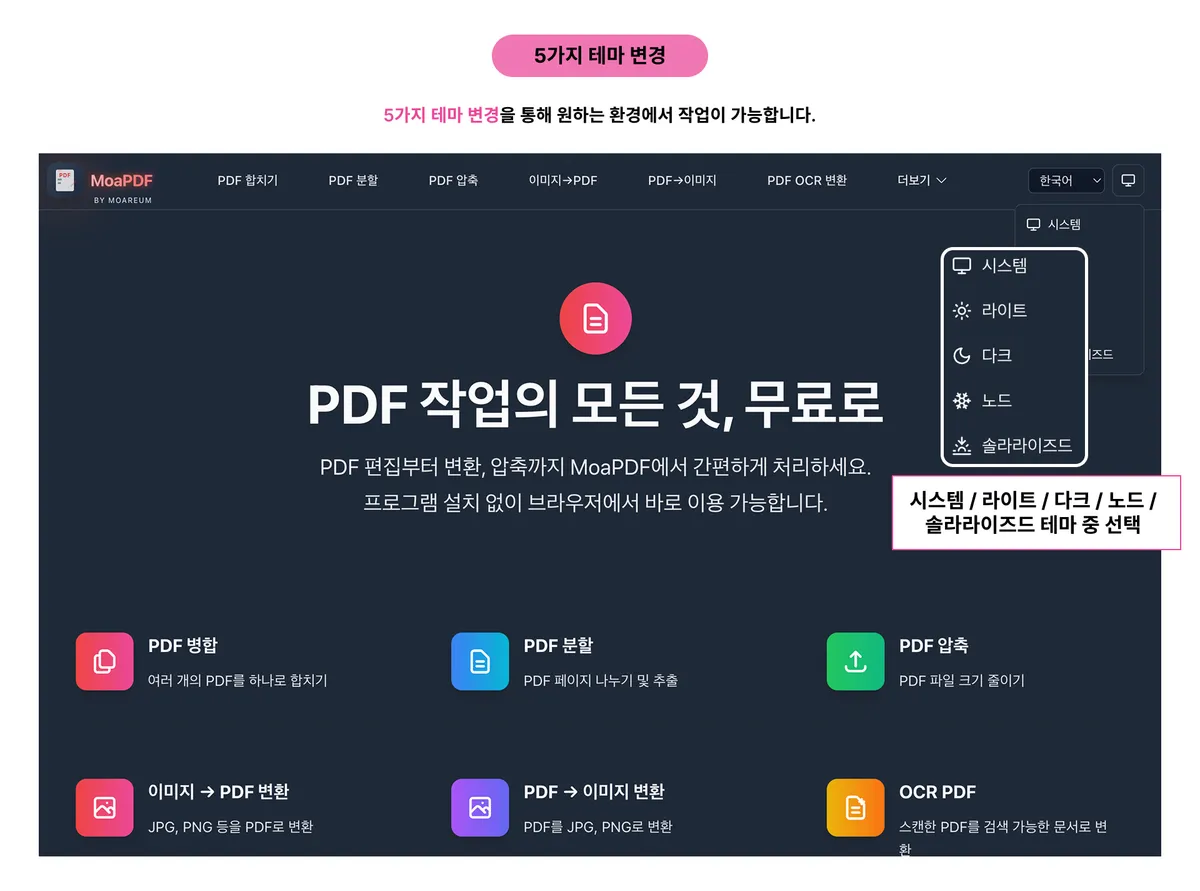 5가지 테마 변경
5가지 테마 변경을 통해 원하는 환경에서 작업이 가능합니다.
PDF
MoaPDF
BY MOAREUM
PDF 합치기
PDF 분할
PDF 압축
이미지→PDF
PDF→이미지
PDF OCR 변환
더보기
한국어
시스템
시스템
라이트
다크
노드
솔라라이즈드
이즈드
시스템 / 라이트 / 다크 / 노드 /
솔라라이즈드 테마 중 선택
PDF 작업의 모든 것, 무료로
PDF 편집부터 변환, 압축까지 MoaPDF에서 간편하게 처리하세요.
프로그램 설치 없이 브라우저에서 바로 이용 가능합니다.
PDF 병합
여러 개의 PDF를 하나로 합치기
PDF 분할
PDF 페이지 나누기 및 추출
PDF 압축
PDF 파일 크기 줄이기
이미지 → PDF 변환
JPG, PNG 등을 PDF로 변환
PDF → 이미지 변환
PDF를 JPG, PNG로 변환
OCR PDF
스캔한 PDF를 검색 가능한 문서로 변
환